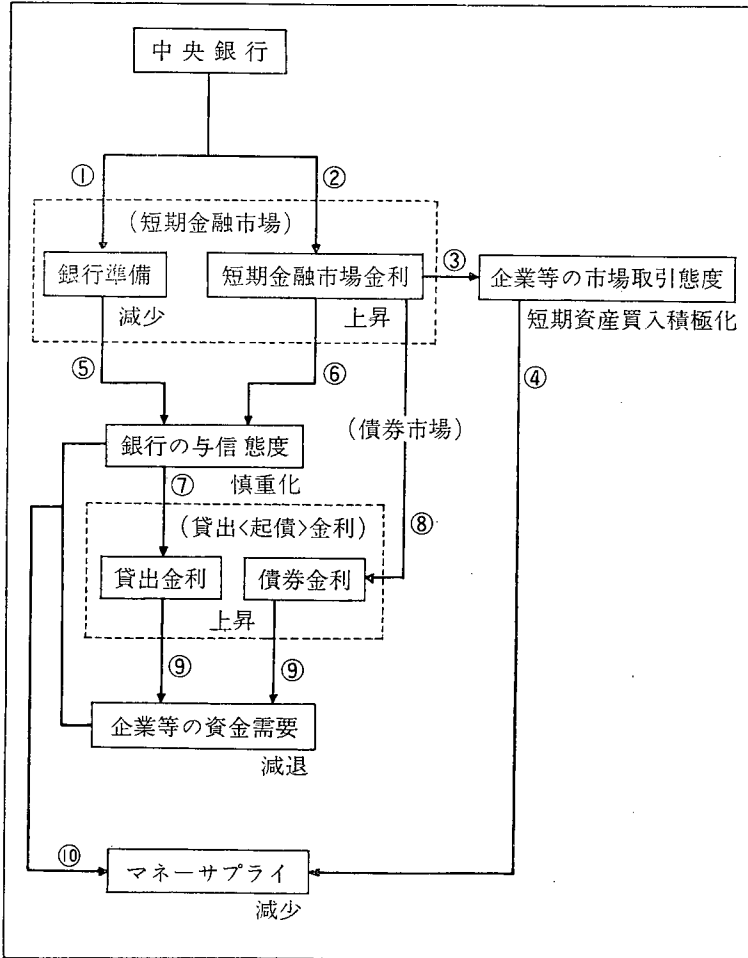 中央銀行
①
②
(短期金融市場)
銀行準備
短期金融市場金利
③
企業等の市場取引態度
減少
上昇
短期資産買入積極化
⑤
⑥
④
(債券市場)
銀行の与信態度
慎重化
⑦
⑧
(貸出<起債>金利)
貸出金利
債券金利
上昇
⑨
⑨
企業等の資金需要
減退
⑩
マネーサプライ
減少